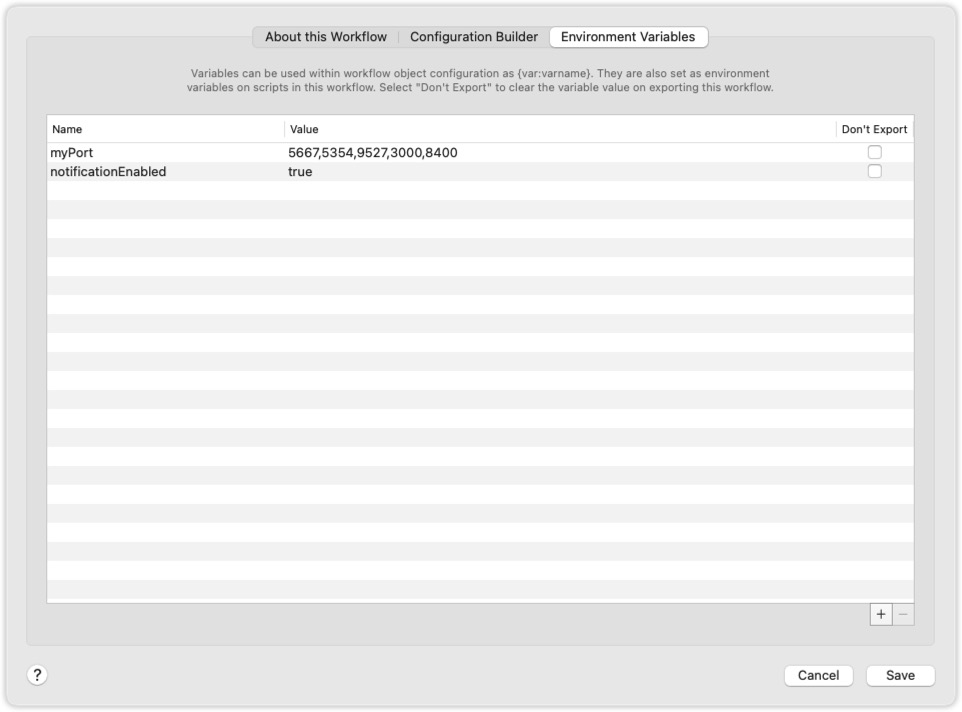 About this Workflow Configuration Builder Environment Variables
Variables can be used within workflow object configuration as {var:varname}. They are also set as environment
variables on scripts in this workflow. Select "Don't Export" to clear the variable value on exporting this workflow.
Name Value Don't Export
myPort 5667,5354,9527,3000,8400
notificationEnabled true
+ −
? Cancel Save